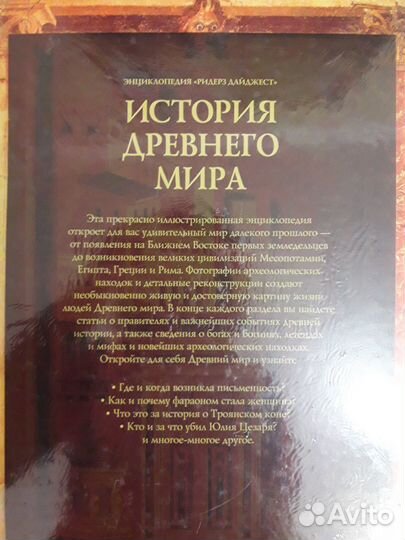 ЭНЦИКЛОПЕДИЯ «РИДЕРЗ ДАЙДЖЕСТ»
ИСТОРИЯ
ДРЕВНЕГО
МИРА
Эта прекрасно иллюстрированная энциклопедия
откроет для вас удивительный мир далекого прошлого —
от появления на Ближнем Востоке первых земледельцев
до возникновения великих цивилизаций Месопотамии,
Египта, Греции и Рима. Фотографии археологических
находок и детальные реконструкции создают
необыкновенно живую и достоверную картину жизни
людей Древнего мира. В конце каждого раздела вы найдете
статьи о правителях и важнейших событиях древней
истории, а также сведения о богах и богинях, легендах
и мифах и новейших археологических находках.
Откройте для себя Древний мир и узнайте
• Где и когда возникла письменность?
• Как и почему фараоном стала женщина?
• Что это за история о Троянском коне?
• Кто и за что убил Юлия Цезаря?
и многое-многое другое.
Avito